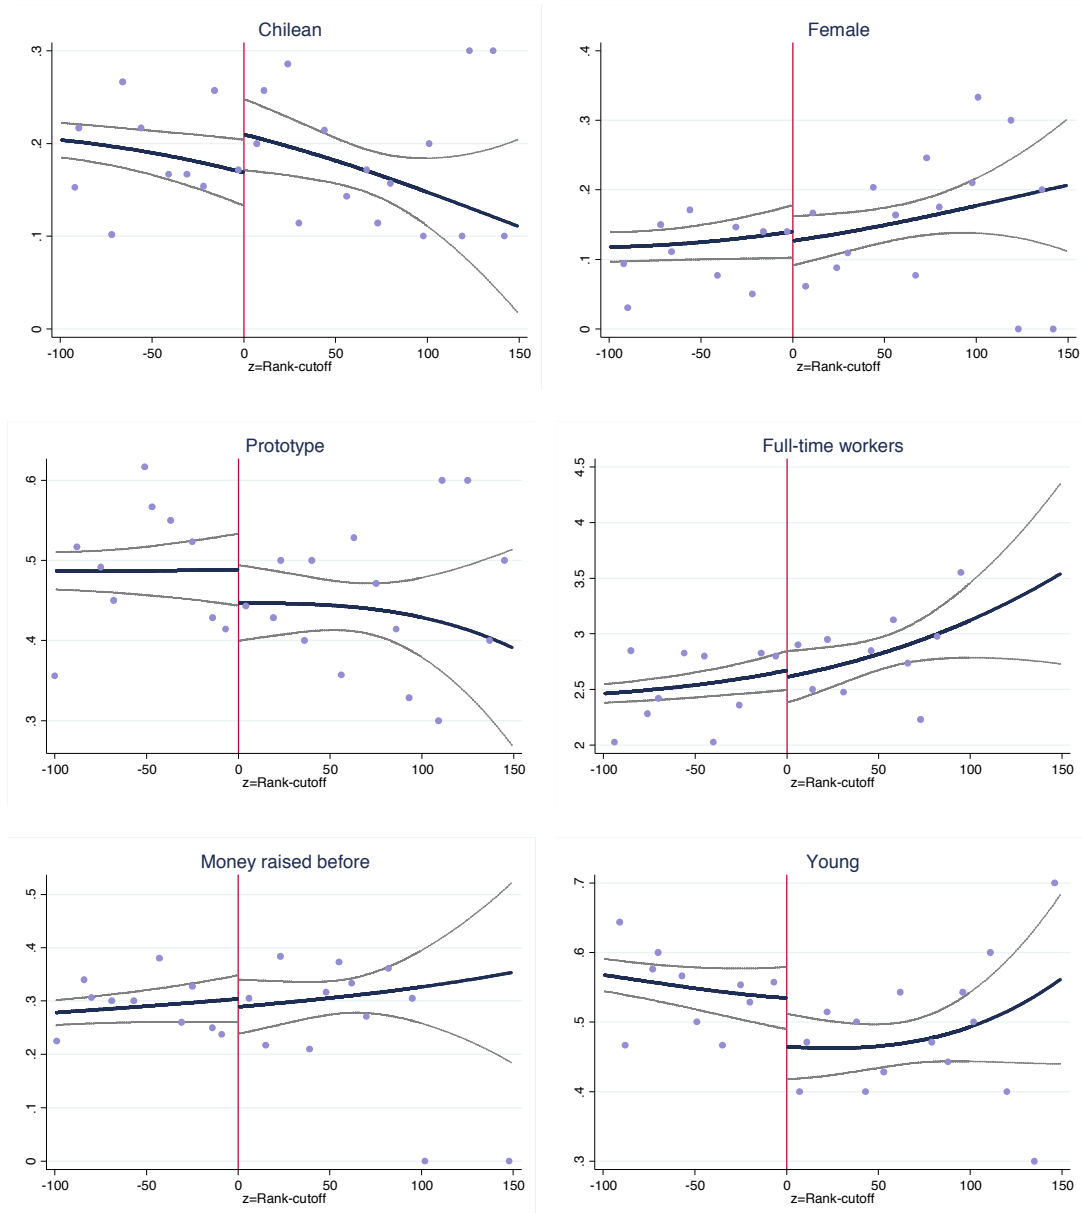 Chilean
.3
.2
.1
0
-100 -50 0 50 100 150
z=Rank-cutoff
Female
.4
.3
.2
.1
0
-100 -50 0 50 100 150
z=Rank-cutoff
Prototype
.6
.5
.4
.3
-100 -50 0 50 100 150
z=Rank-cutoff
Full-time workers
4.5
4
3.5
3
2.5
2
-100 -50 0 50 100 150
z=Rank-cutoff
Money raised before
.5
.4
.3
.2
.1
0
-100 -50 0 50 100 150
z=Rank-cutoff
Young
.7
.6
.5
.4
.3
-100 -50 0 50 100 150
z=Rank-cutoff